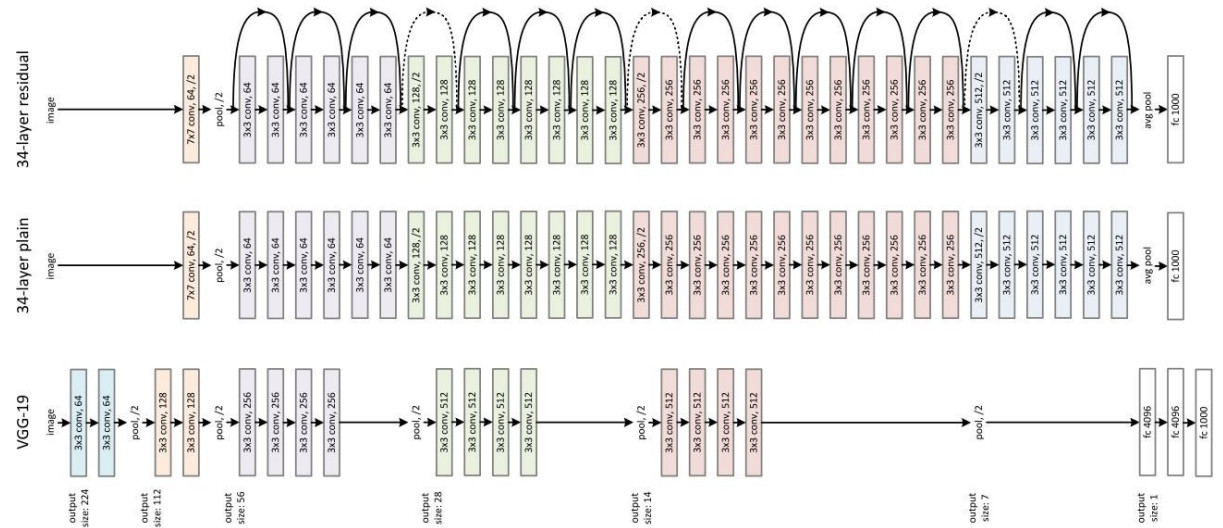 34-layer residual
image
7x7 conv, 64, /2
pool, /2
3x3 conv, 64
3x3 conv, 64
3x3 conv, 64
3x3 conv, 64
3x3 conv, 64
3x3 conv, 64
3x3 conv, 128, /2
3x3 conv, 128
3x3 conv, 128
3x3 conv, 128
3x3 conv, 128
3x3 conv, 128
3x3 conv, 128
3x3 conv, 128
3x3 conv, 256, /2
3x3 conv, 256
3x3 conv, 256
3x3 conv, 256
3x3 conv, 256
3x3 conv, 256
3x3 conv, 256
3x3 conv, 256
3x3 conv, 256
3x3 conv, 256
3x3 conv, 256
3x3 conv, 256
3x3 conv, 512, /2
3x3 conv, 512
3x3 conv, 512
3x3 conv, 512
3x3 conv, 512
3x3 conv, 512
avg pool
fc 1000
34-layer plain
image
7x7 conv, 64, /2
pool, /2
3x3 conv, 64
3x3 conv, 64
3x3 conv, 64
3x3 conv, 64
3x3 conv, 64
3x3 conv, 64
3x3 conv, 128, /2
3x3 conv, 128
3x3 conv, 128
3x3 conv, 128
3x3 conv, 128
3x3 conv, 128
3x3 conv, 128
3x3 conv, 128
3x3 conv, 256, /2
3x3 conv, 256
3x3 conv, 256
3x3 conv, 256
3x3 conv, 256
3x3 conv, 256
3x3 conv, 256
3x3 conv, 256
3x3 conv, 256
3x3 conv, 256
3x3 conv, 256
3x3 conv, 256
3x3 conv, 512, /2
3x3 conv, 512
3x3 conv, 512
3x3 conv, 512
3x3 conv, 512
3x3 conv, 512
avg pool
fc 1000
VGG-19
image
3x3 conv, 64
3x3 conv, 64
pool, /2
3x3 conv, 128
3x3 conv, 128
pool, /2
3x3 conv, 256
3x3 conv, 256
3x3 conv, 256
3x3 conv, 256
pool, /2
3x3 conv, 512
3x3 conv, 512
3x3 conv, 512
3x3 conv, 512
pool, /2
3x3 conv, 512
3x3 conv, 512
3x3 conv, 512
3x3 conv, 512
pool, /2
fc 4096
fc 4096
fc 1000
output
size: 224
output
size: 112
output
size: 56
output
size: 28
output
size: 14
output
size: 7
output
size: 1